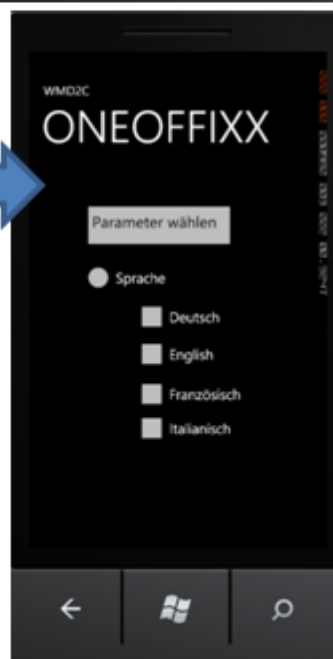 WMD2C
ONEOFFIXX
Parameter wählen
Sprache
Deutsch
English
Französisch
Italianisch